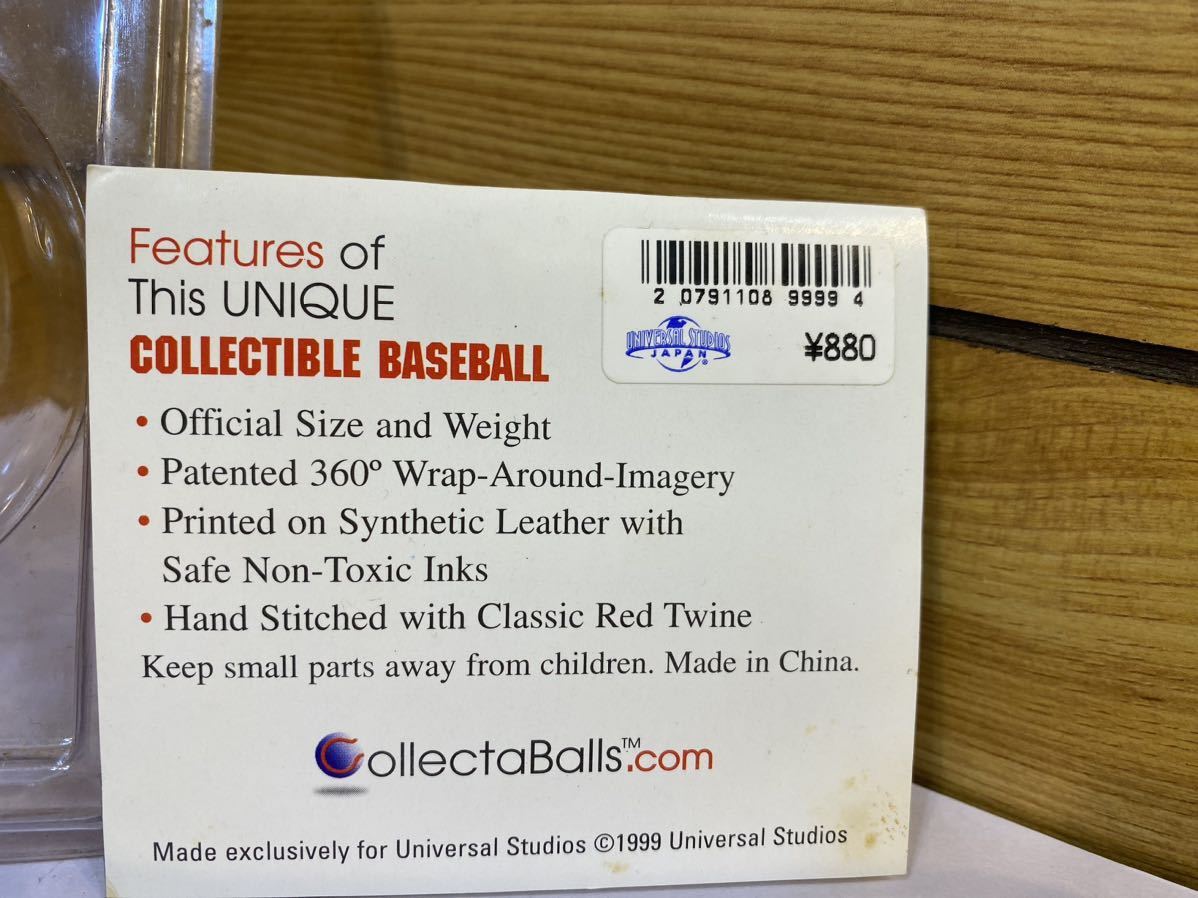 Features of
This UNIQUE
COLLECTIBLE BASEBALL
2 0791108 9999 4
UNIVERSAL STUDIOS
JAPAN®
¥880
• Official Size and Weight
• Patented 360º Wrap-Around-Imagery
• Printed on Synthetic Leather with
Safe Non-Toxic Inks
• Hand Stitched with Classic Red Twine
Keep small parts away from children. Made in China.
CollectaBalls™.com
Made exclusively for Universal Studios ©1999 Universal Studios